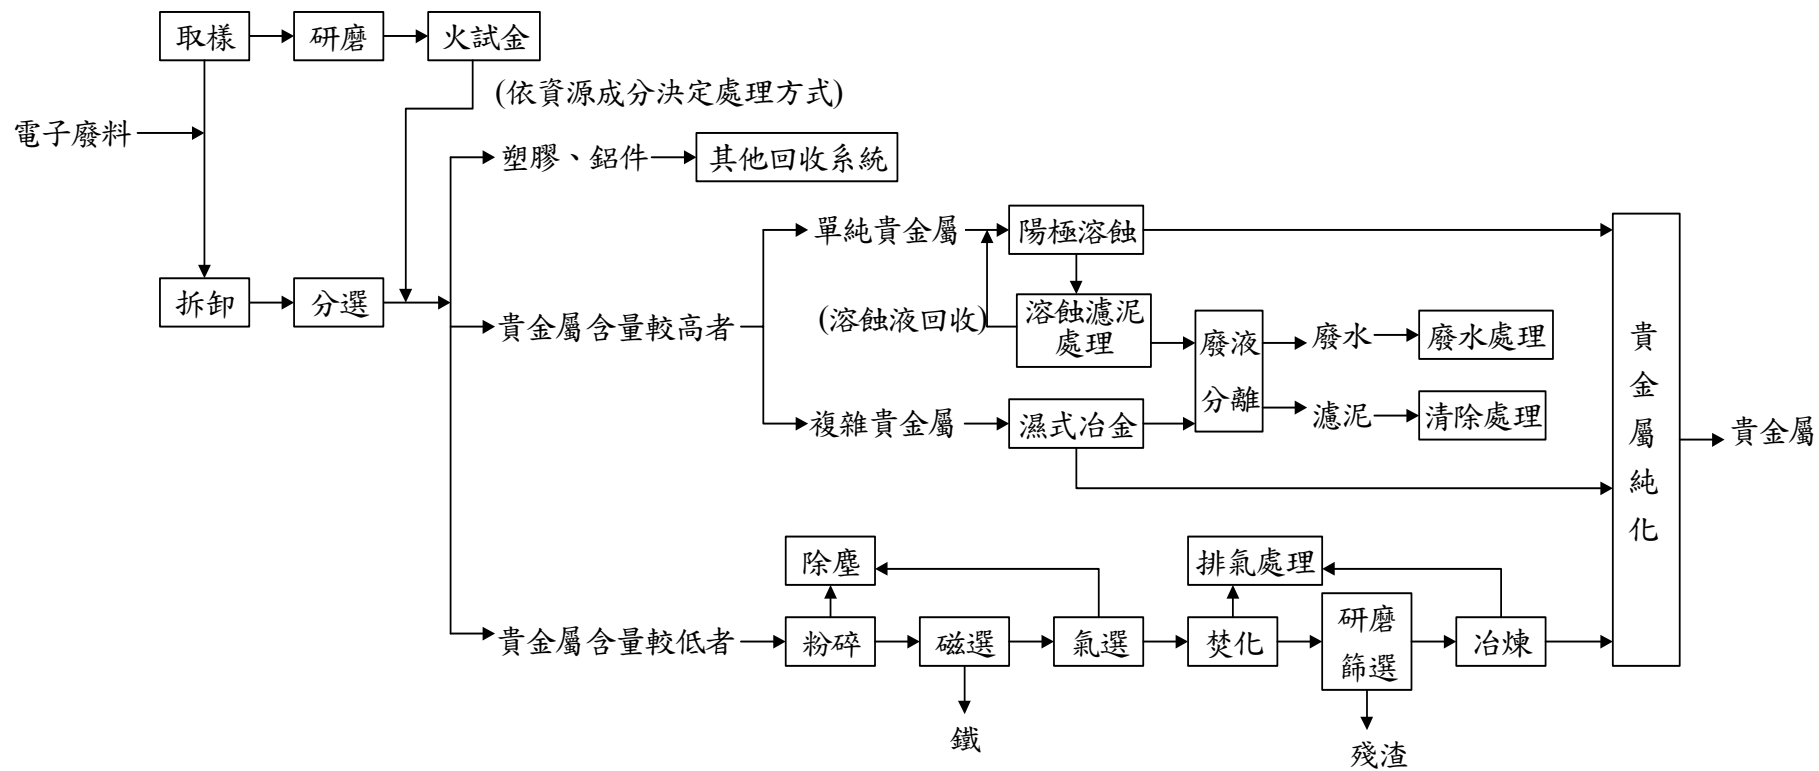 取樣
研磨
火試金
(依資源成分決定處理方式)
電子廢料
塑膠、鋁件
其他回收系統
單純貴金屬
陽極溶蝕
拆卸
分選
貴金屬含量較高者
(溶蝕液回收)
溶蝕濾泥
處理
廢液
分離
廢水
廢水處理
濾泥
清除處理
複雜貴金屬
濕式冶金
貴金屬純化
貴金屬
除塵
排氣處理
貴金屬含量較低者
粉碎
磁選
氣選
焚化
研磨
篩選
冶煉
鐵
殘渣